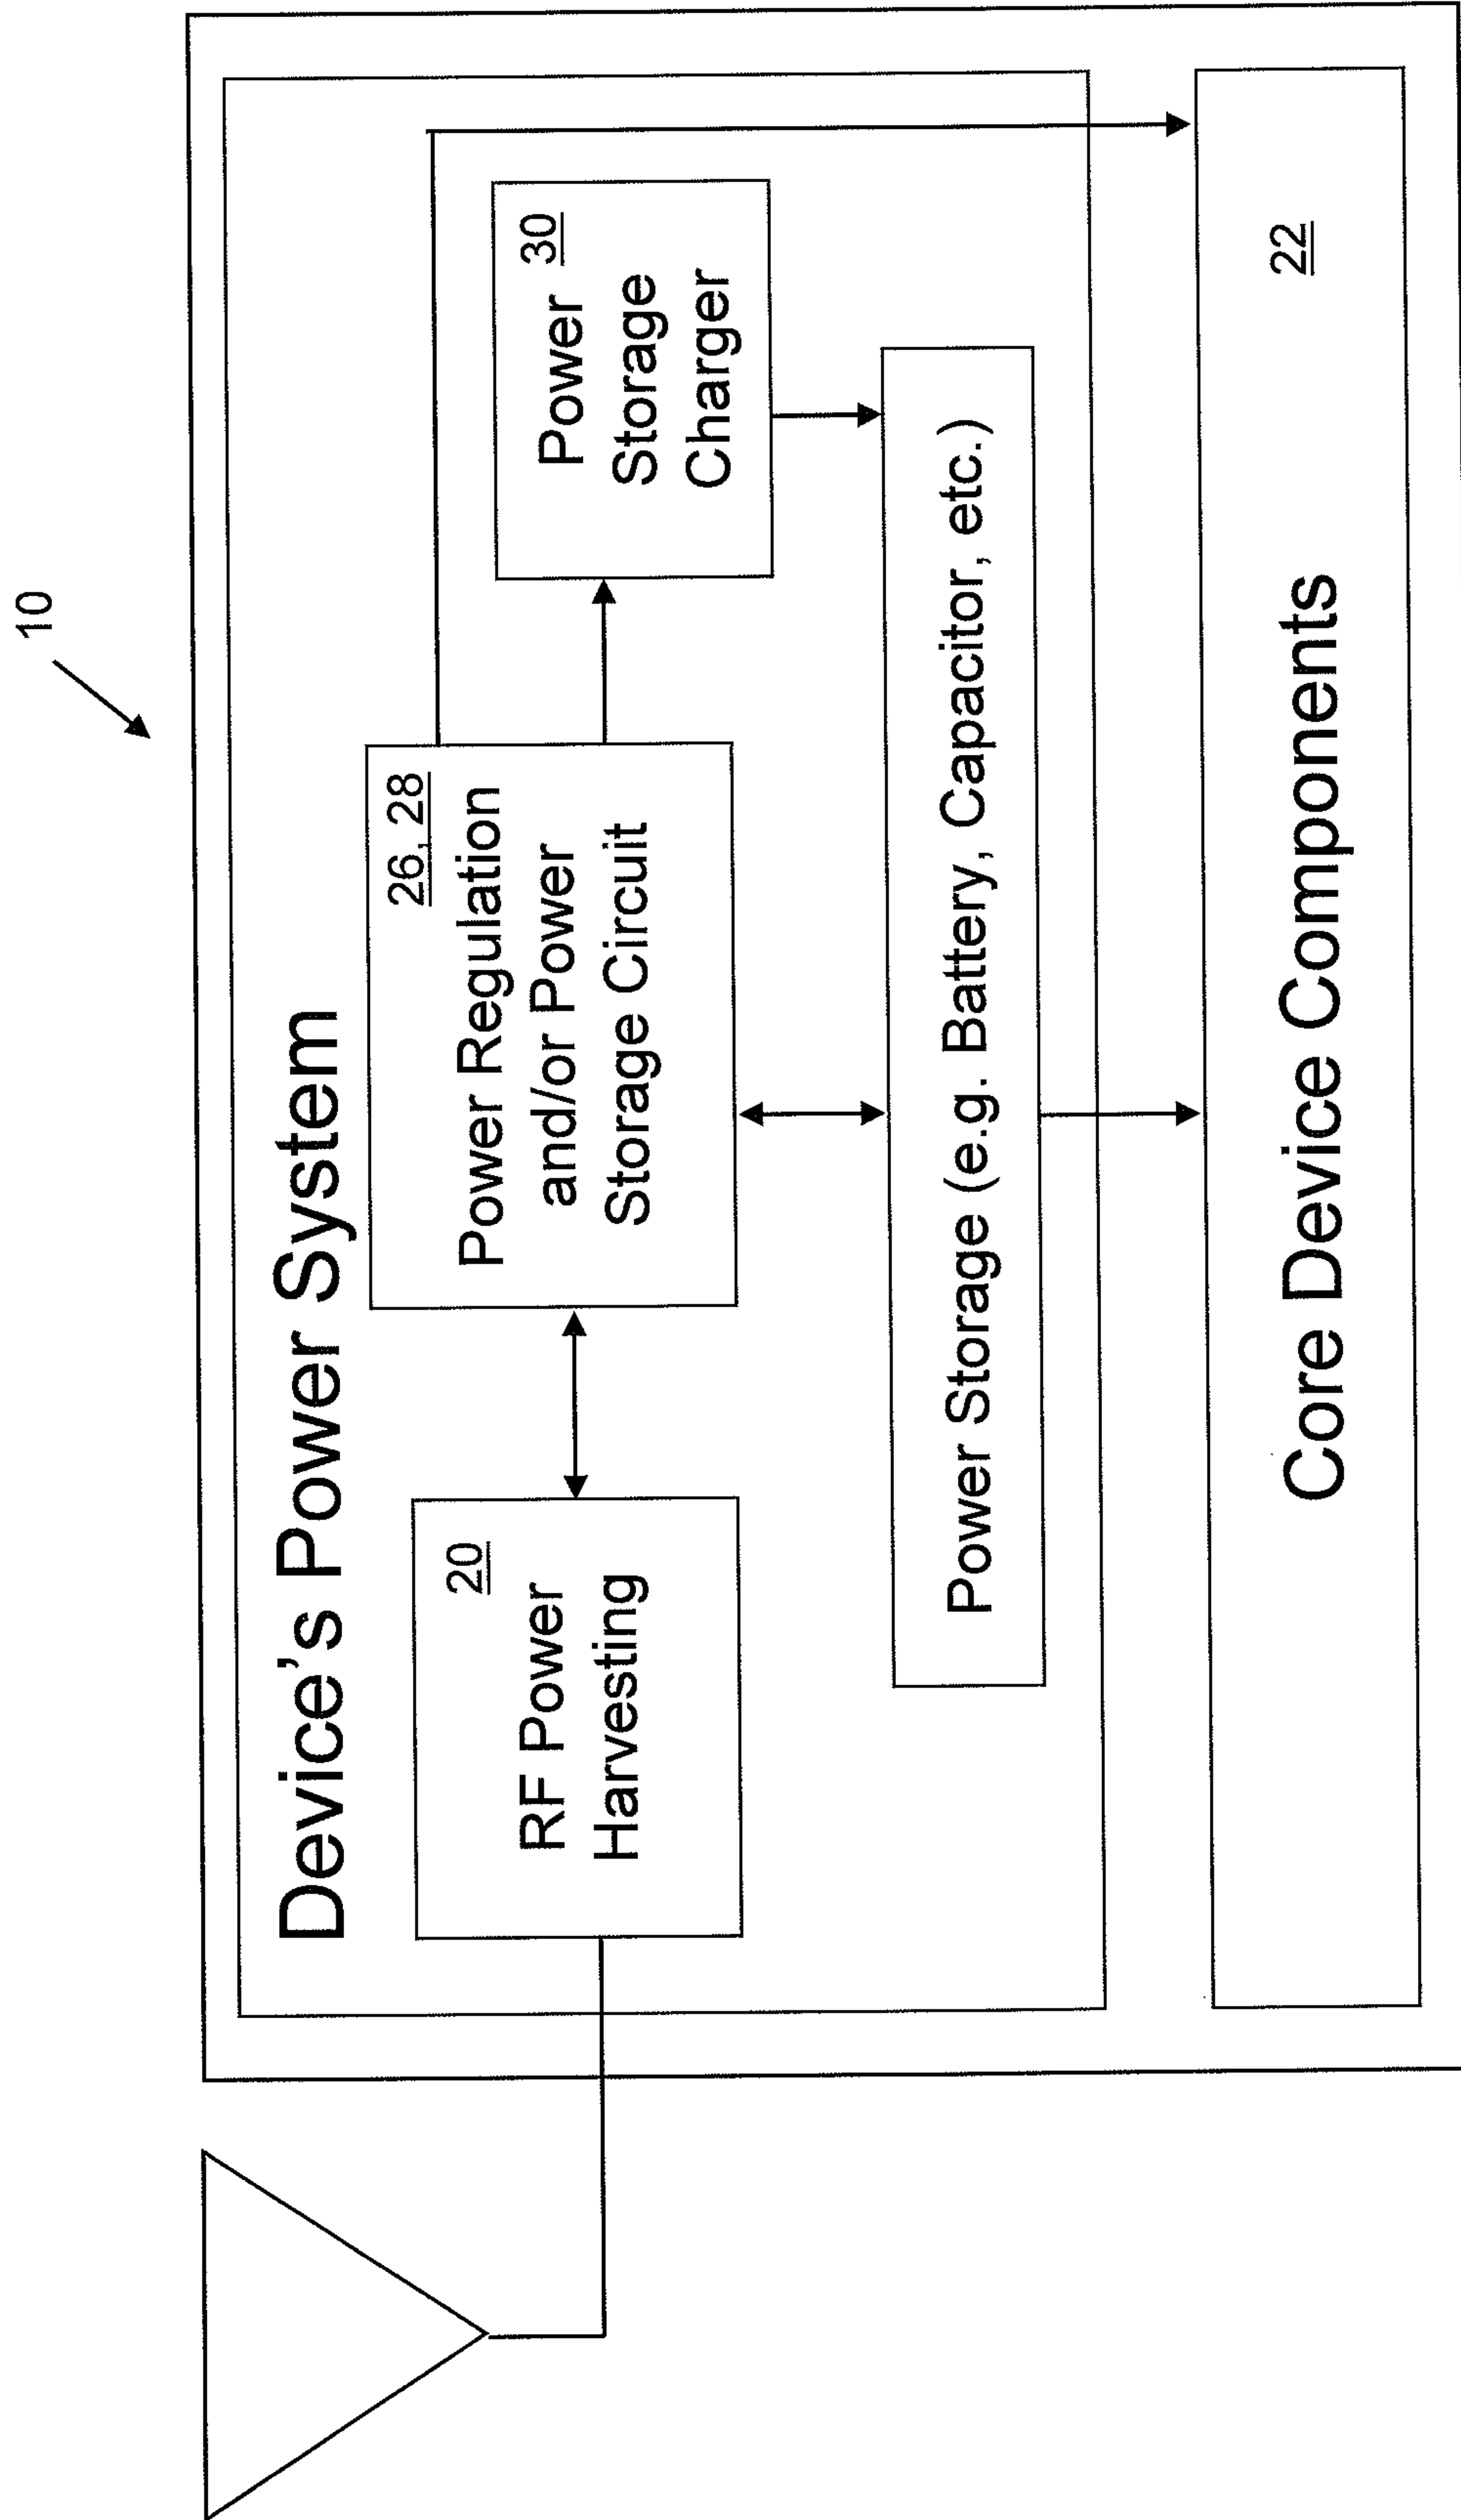 10
Device's Power System
20
RF Power
Harvesting
26, 28
Power Regulation
and/or Power
Storage Circuit
Power 30
Storage
Charger
Power Storage (e.g. Battery, Capacitor, etc.)
22
Core Device Components